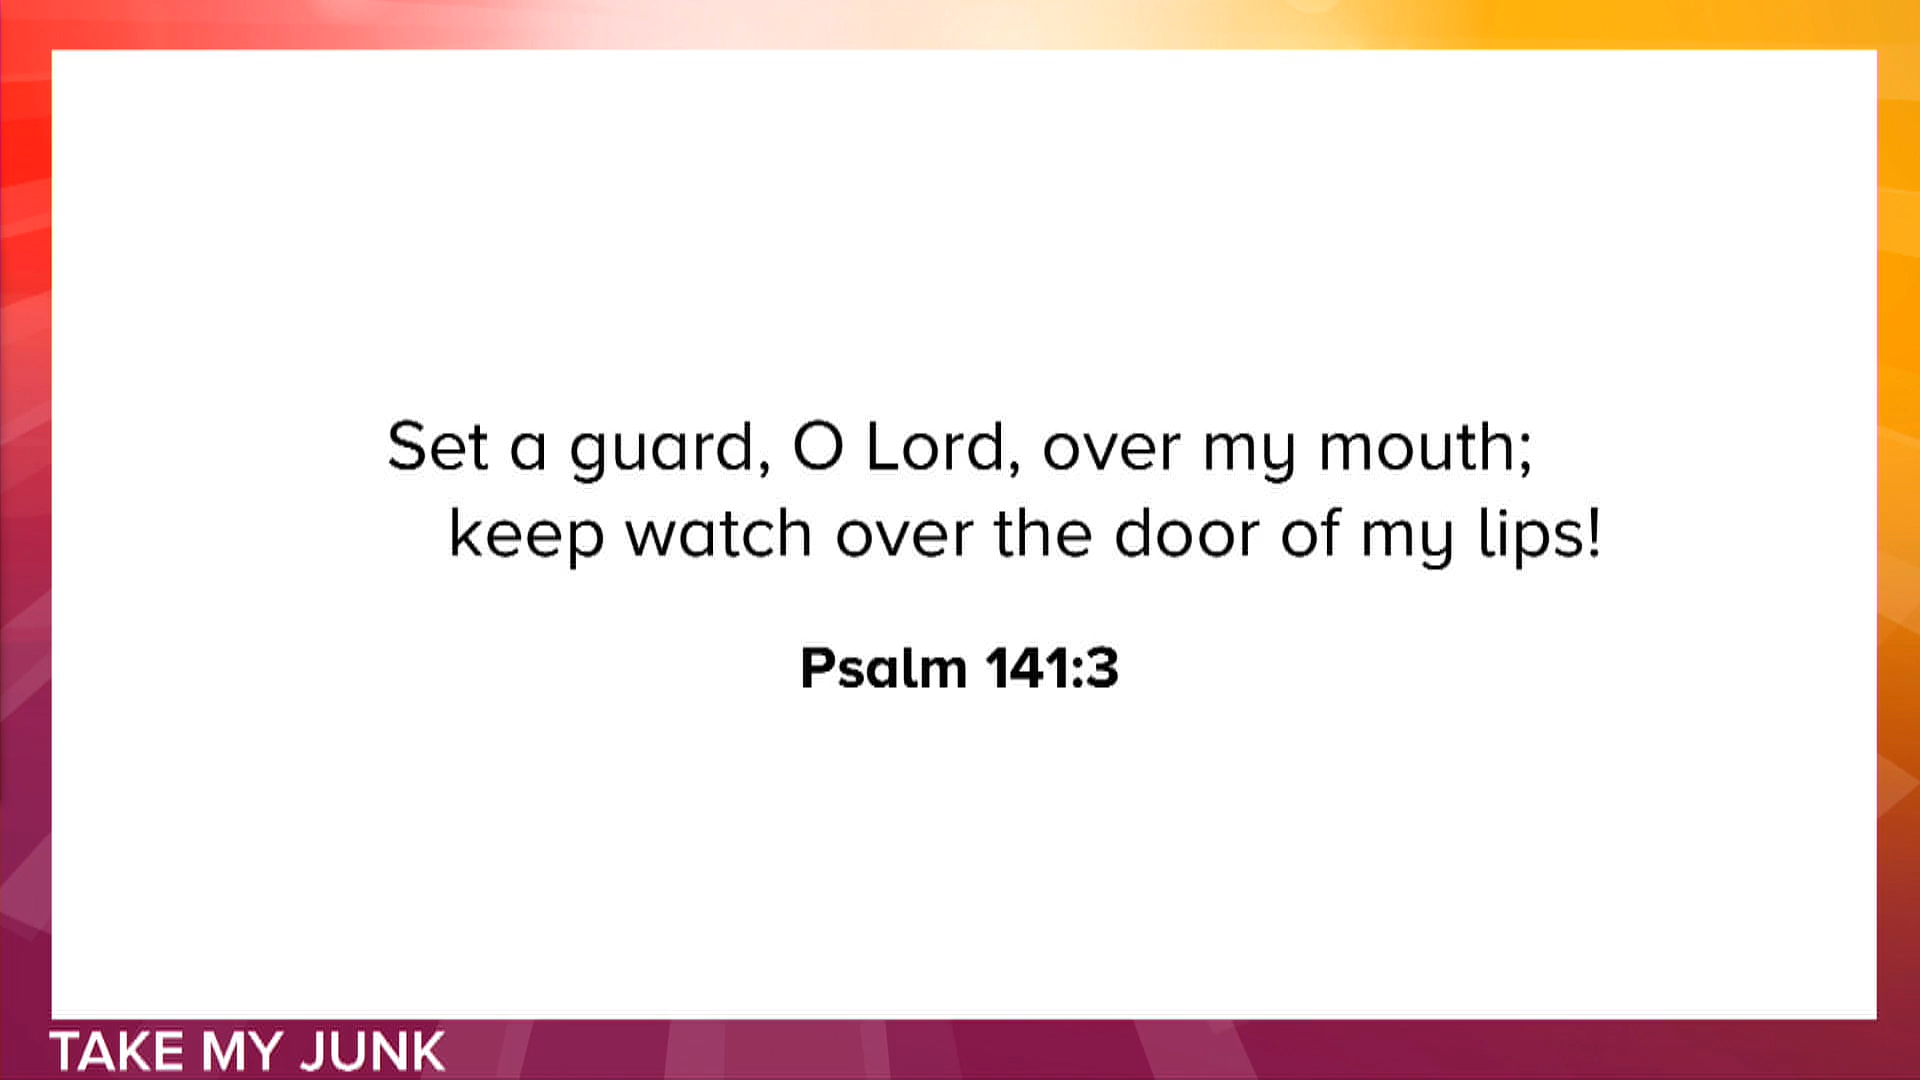 Set a guard, O Lord, over my mouth;
keep watch over the door of my lips!
Psalm 141:3
TAKE MY JUNK